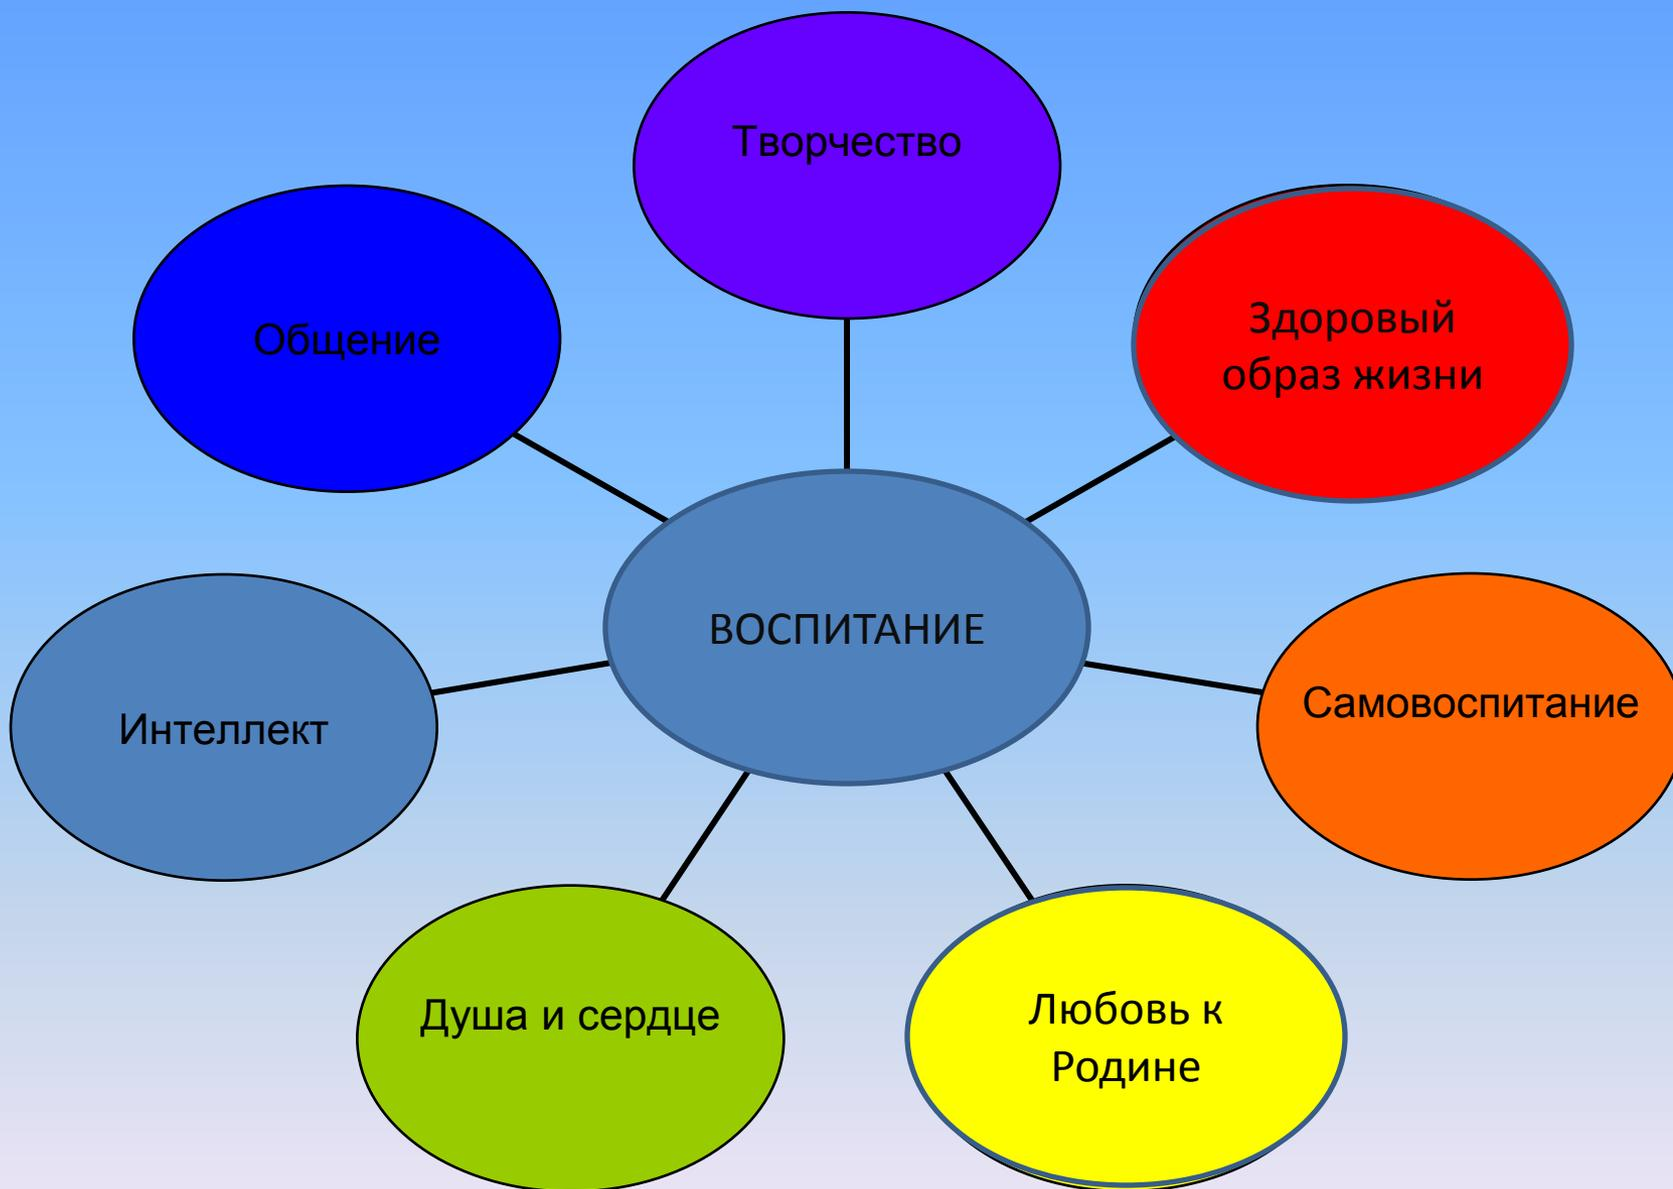 Творчество
Общение
Здоровый
образ жизни
ВОСПИТАНИЕ
Интеллект
Самовоспитание
Душа и сердце
Любовь к
Родине